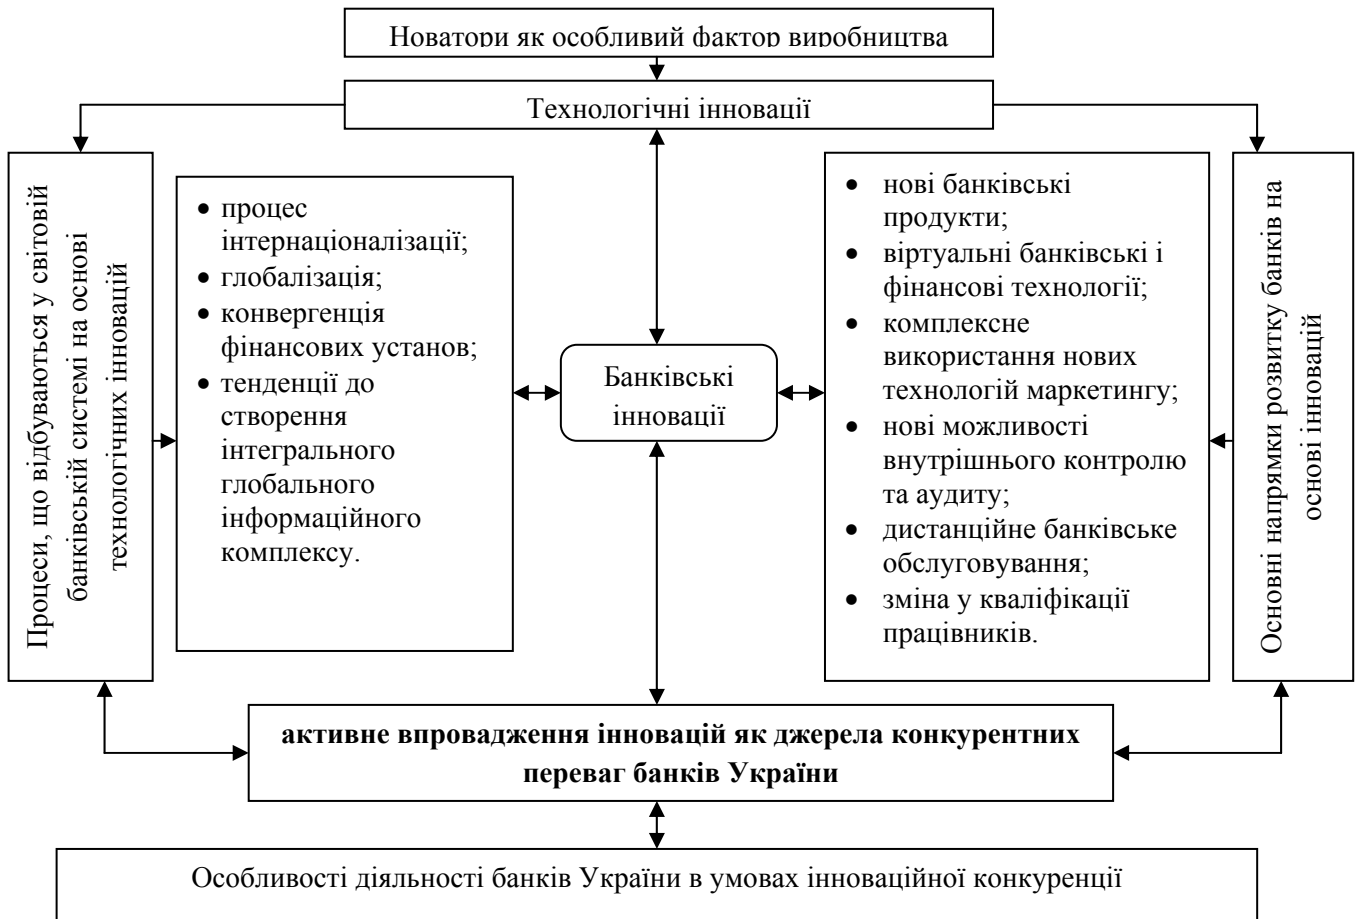 Новатори як особливий фактор виробництва
Технологічні інновації
Процеси, що відбуваються у світовій
банківській системі на основі
технологічних інновацій
• процес
інтернаціоналізації;
• глобалізація;
• конвергенція
фінансових установ;
• тенденції до
створення
інтегрального
глобального
інформаційного
комплексу.
Банківські
інновації
• нові банківські
продукти;
• віртуальні банківські і
фінансові технології;
• комплексне
використання нових
технологій маркетингу;
• нові можливості
внутрішнього контролю
та аудиту;
• дистанційне банківське
обслуговування;
• зміна у кваліфікації
працівників.
Основні напрямки розвитку банків на
основі інновацій
активне впровадження інновацій як джерела конкурентних
переваг банків України
Особливості діяльності банків України в умовах інноваційної конкуренції